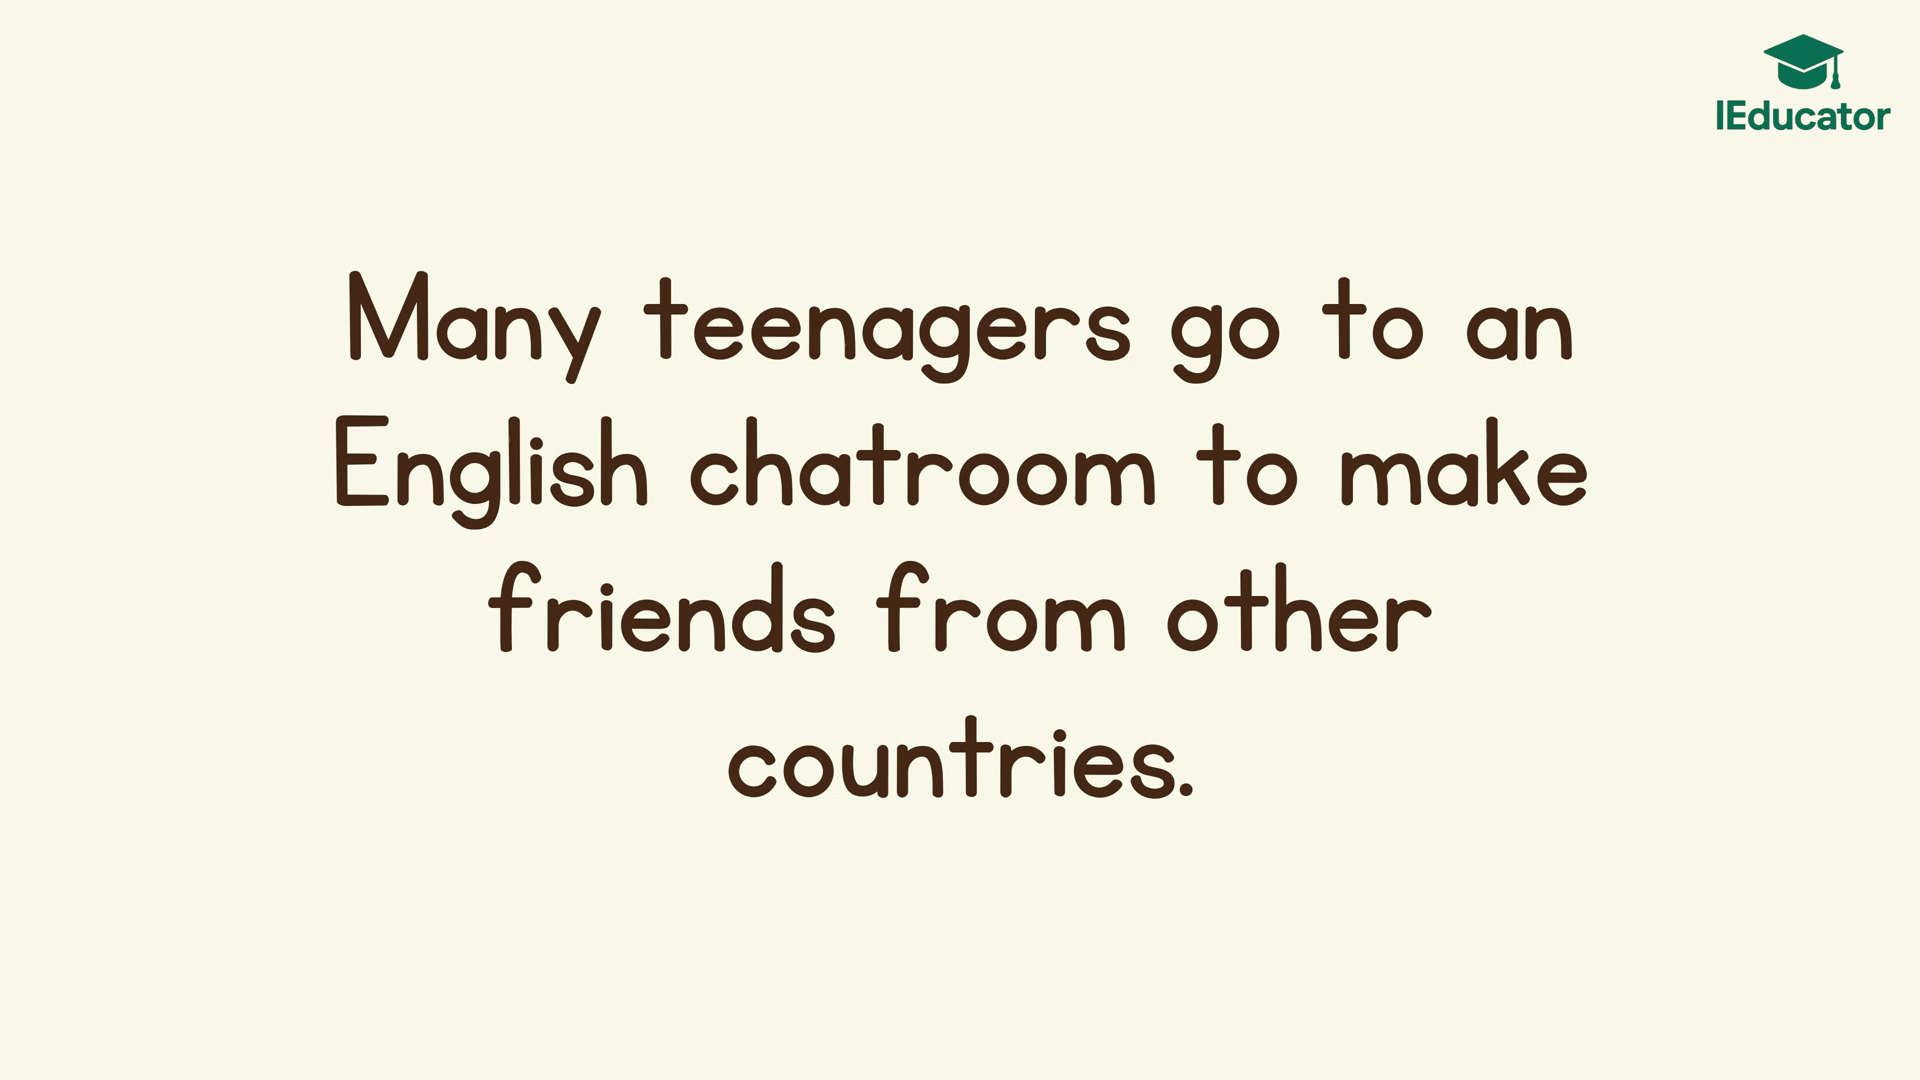 IEducator
Many teenagers go to an
English chatroom to make
friends from other
countries.